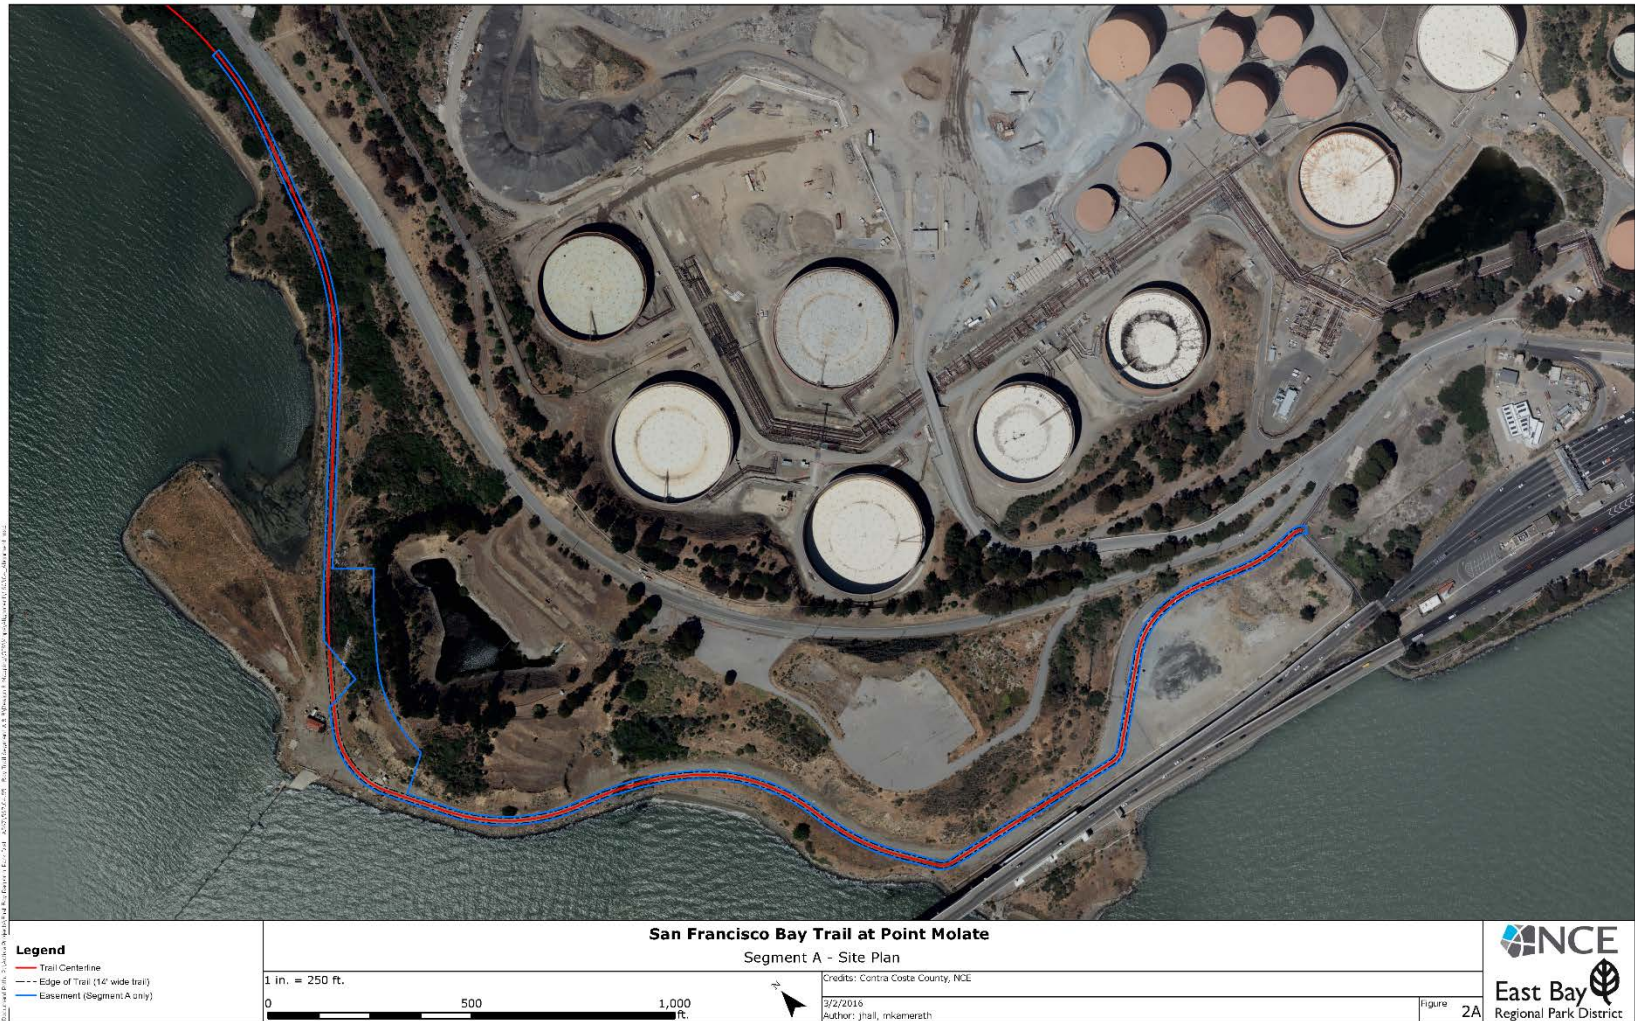 San Francisco Bay Trail at Point Molate
Segment A - Site Plan
Legend
Trail Centerline
Edge of Trail (14' wide trail)
Easement (Segment A only)
1 in. = 250 ft.
0 500 1,000
ft.
N
Credits: Contra Costa County, NCE
3/2/2016
Author: jhall, mkamerath
Figure 2A
NCE
East Bay
Regional Park District